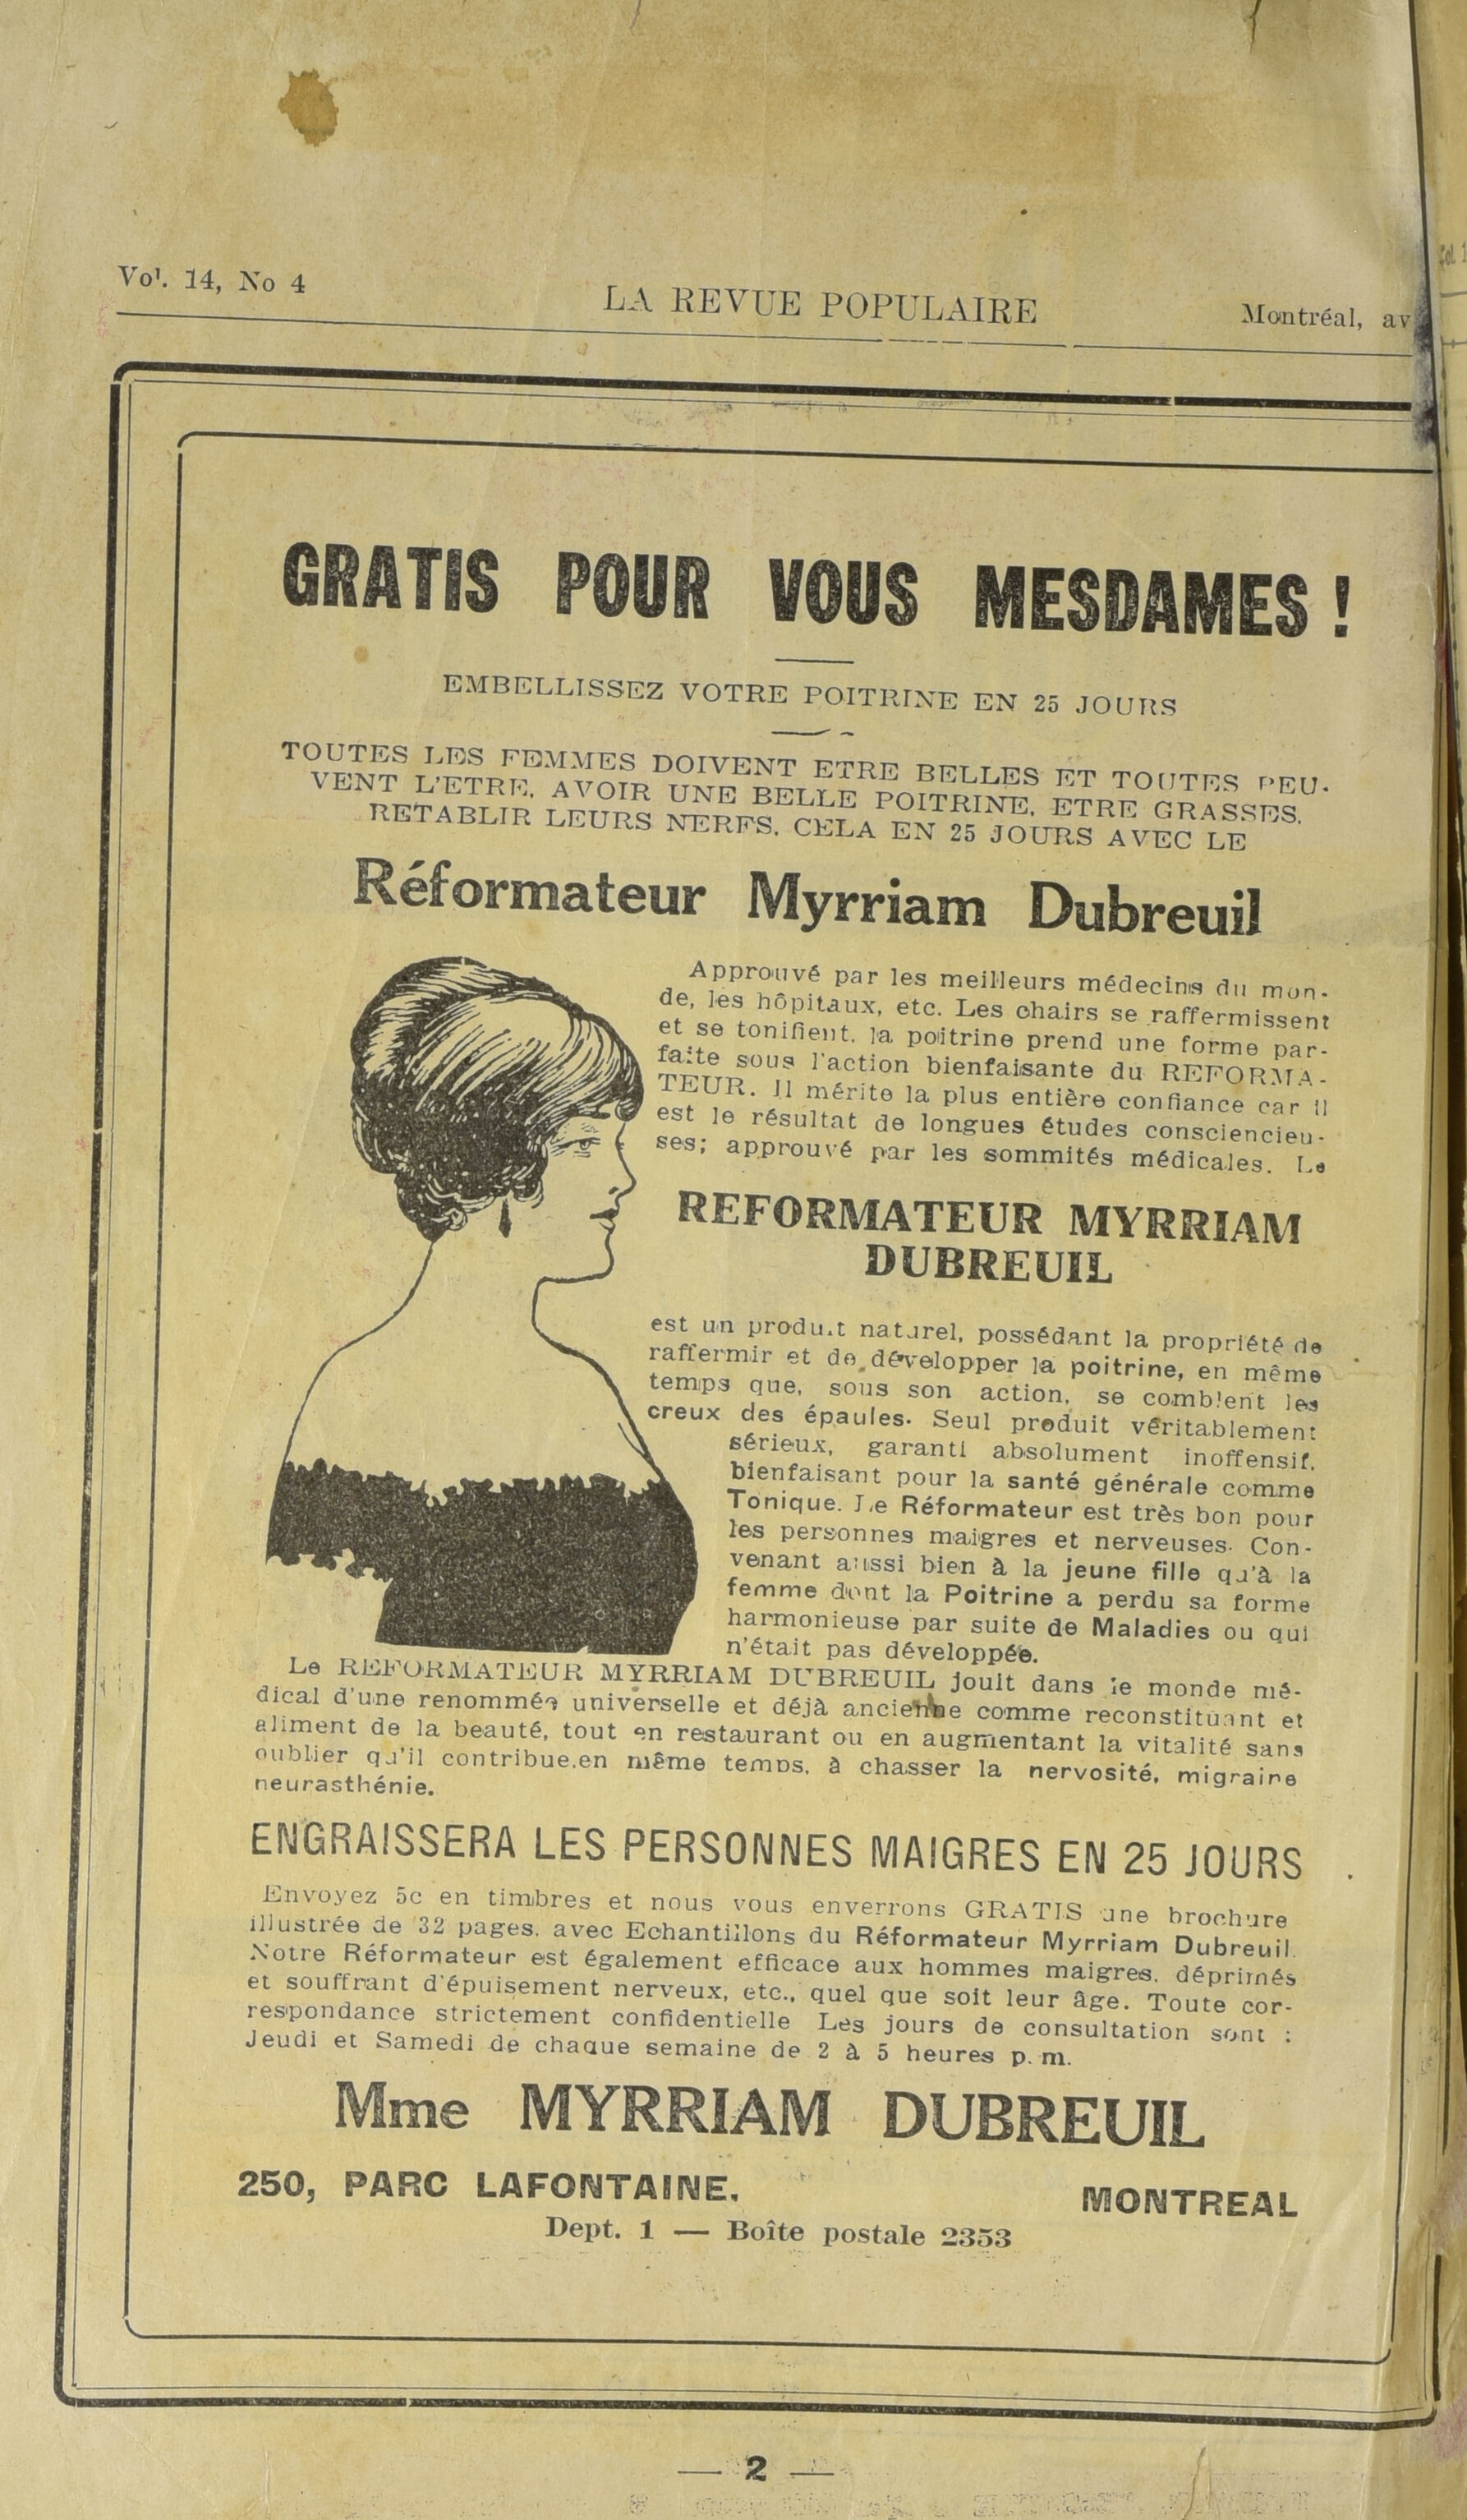 Vol. 14, No 4
LA REVUE POPULAIRE
Montréal, av
GRATIS POUR VOUS MESDAMES !
EMBELLISSEZ VOTRE POITRINE EN 25 JOURS
TOUTES LES FEMMES DOIVENT ETRE BELLES ET TOUTES PEU-
VENT L'ETRE, AVOIR UNE BELLE POITRINE, ETRE GRASSES,
RETABLIR LEURS NERFS, CELA EN 25 JOURS AVEC LE
Réformateur Myrriam Dubreuil
Approuvé par les meilleurs médecins du mon-
de, les hôpitaux, etc. Les chairs se raffermissent
et se tonifient, la poitrine prend une forme par-
faite sous l'action bienfaisante du REFORMA-
TEUR. Il mérite la plus entière confiance car il
est le résultat de longues études consciencieu-
ses; approuvé par les sommités médicales. Le
REFORMATEUR MYRRIAM
DUBREUIL
est un produit naturel, possédant la propriété de
raffermir et de développer la poitrine, en même
temps que, sous son action, se comblent les
creux des épaules. Seul produit véritablement
sérieux, garanti absolument inoffensif,
bienfaisant pour la santé générale comme
Tonique. Le Réformateur est très bon pour
les personnes maigres et nerveuses. Con-
venant aussi bien à la jeune fille qu'à la
femme dont la Poitrine a perdu sa forme
harmonieuse par suite de Maladies ou qui
n'était pas développée.
Le REFORMATEUR MYRRIAM DUBREUIL jouit dans le monde mé-
dical d'une renommée universelle et déjà ancienne comme reconstituant et
aliment de la beauté, tout en restaurant ou en augmentant la vitalité sans
oublier qu'il contribue,en même temps, à chasser la nervosité, migraine
neurasthénie.
ENGRAISSERA LES PERSONNES MAIGRES EN 25 JOURS
Envoyez 5c en timbres et nous vous enverrons GRATIS une brochure
illustrée de 32 pages, avec Echantillons du Réformateur Myrriam Dubreuil.
Notre Réformateur est également efficace aux hommes maigres, déprimés
et souffrant d'épuisement nerveux, etc., quel que soit leur âge. Toute cor-
respondance strictement confidentielle Les jours de consultation sont :
Jeudi et Samedi de chaque semaine de 2 à 5 heures p. m.
Mme MYRRIAM DUBREUIL
250, PARC LAFONTAINE.
MONTREAL
Dept. 1 — Boîte postale 2353
— 2 —